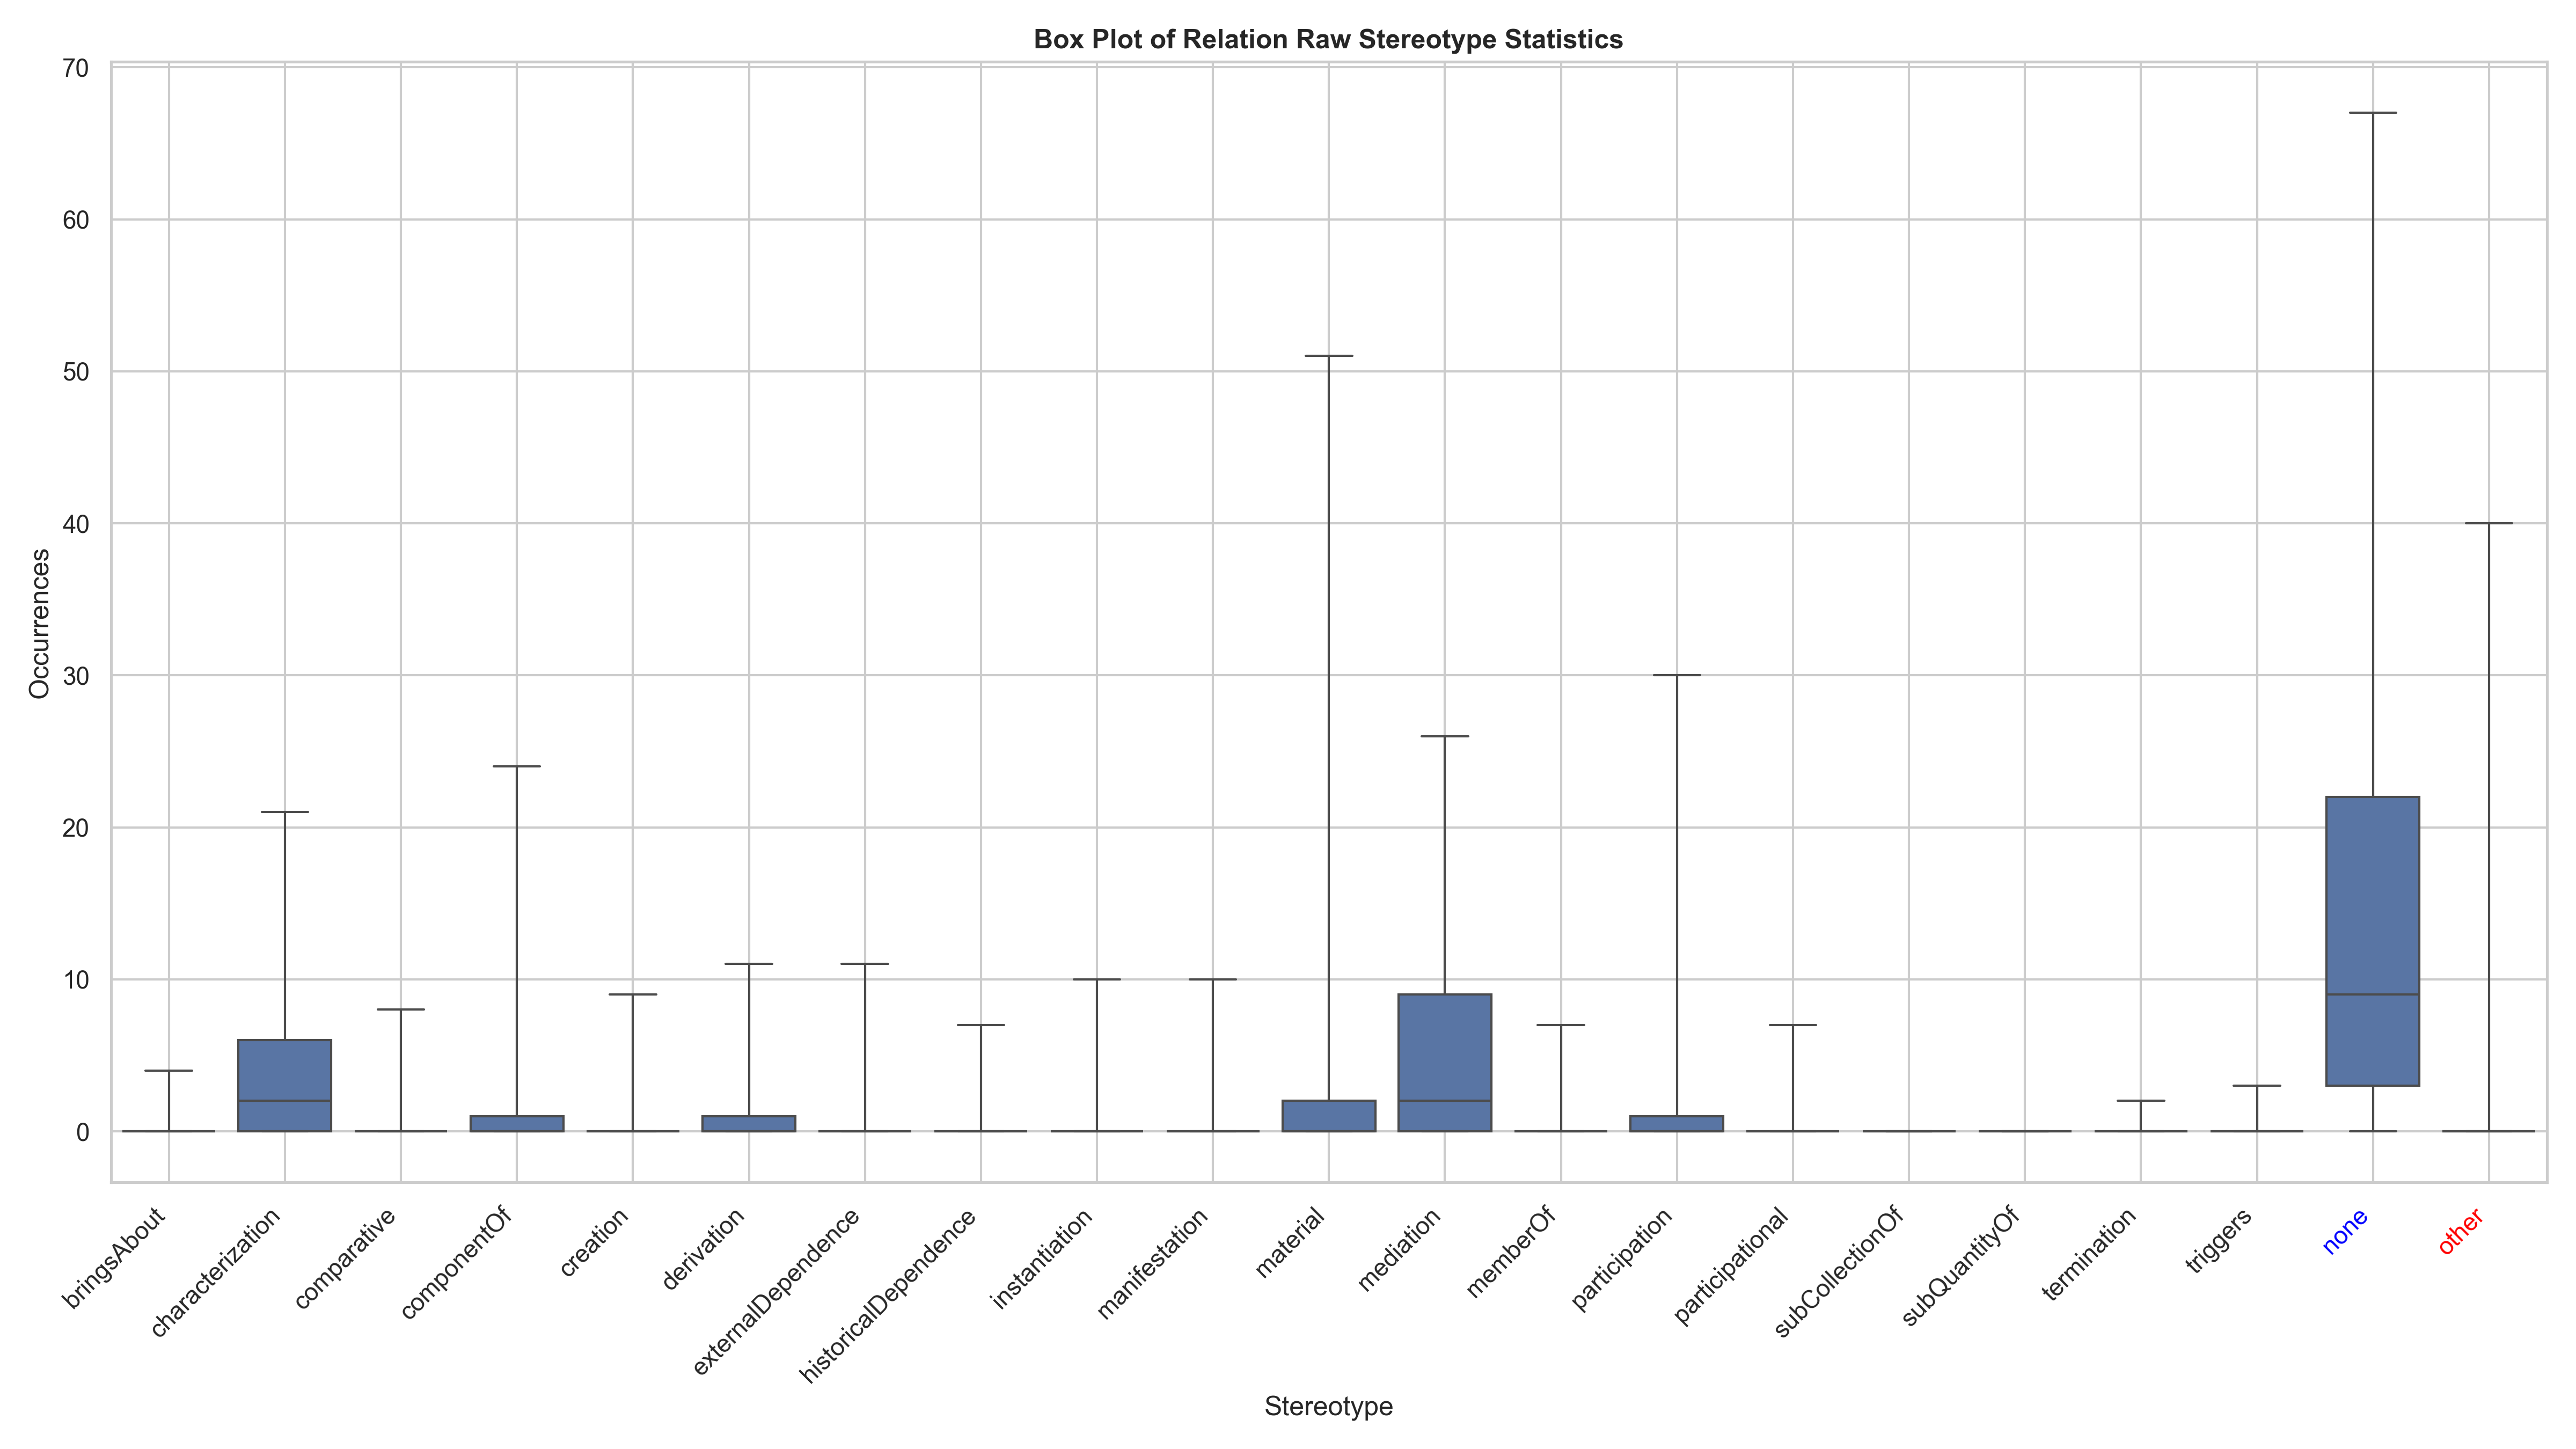 Box Plot of Relation Raw Stereotype Statistics
70
60
50
40
30
20
10
0
Occurrences
bringsAbout
characterization
comparative
componentOf
creation
derivation
externalDependence
historicalDependence
instantiation
manifestation
material
mediation
memberOf
participation
participational
subCollectionOf
subQuantityOf
termination
triggers
none
other
Stereotype